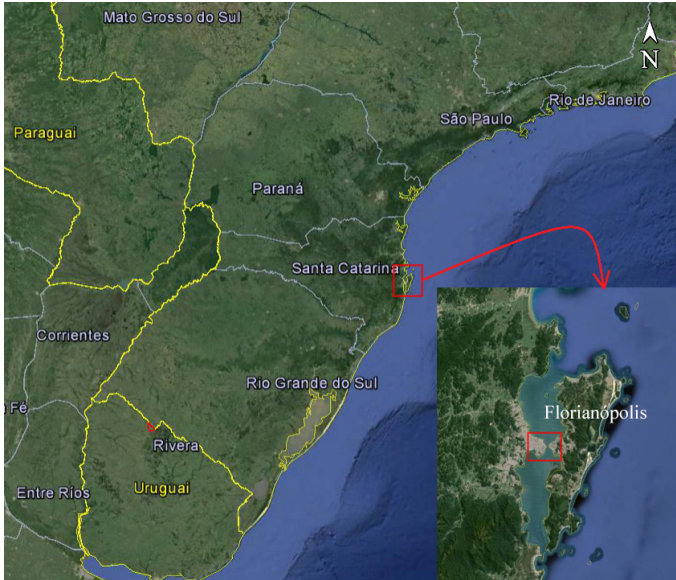 Mato Grosso do Sul
N
Rio de Janeiro
São Paulo
Paraguai
Paraná
Santa Catarina
Corrientes
Rio Grande do Sul
Fé
Florianópolis
Rivera
Entre Ríos
Uruguai